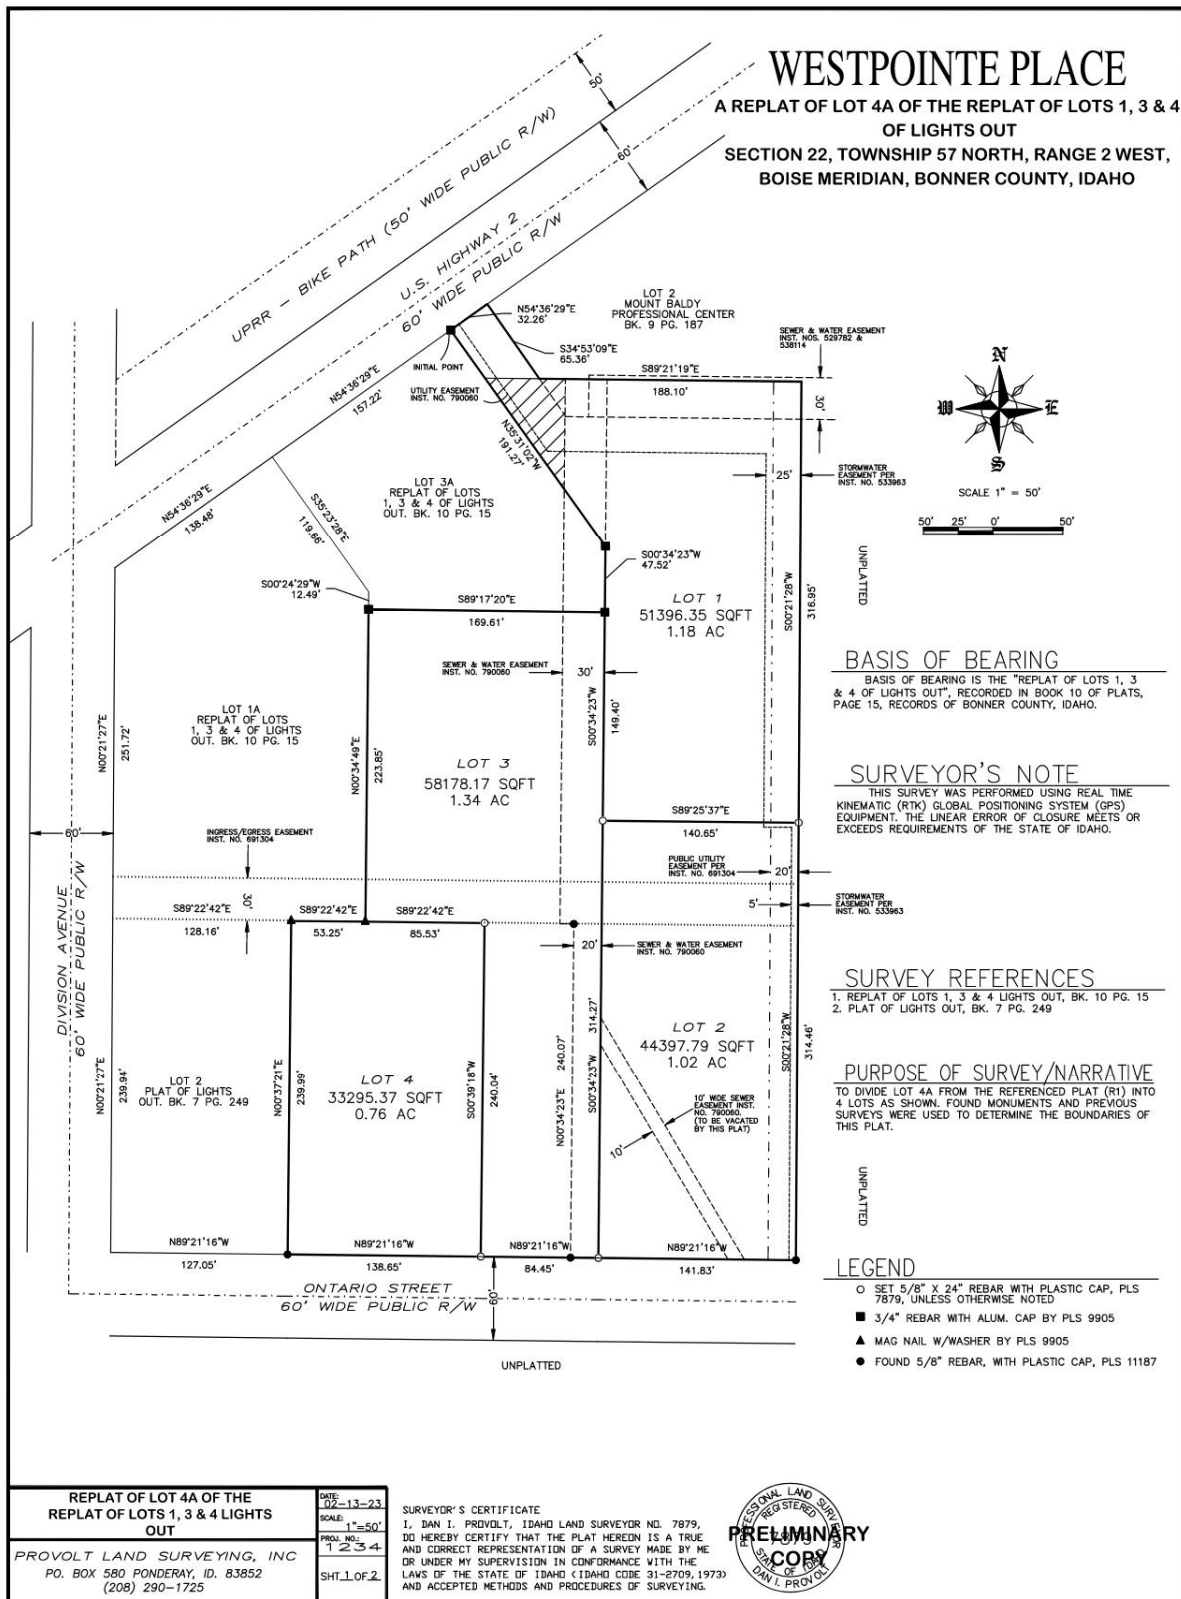 WESTPOINTE PLACE
A REPLAT OF LOT 4A OF THE REPLAT OF LOTS 1, 3 & 4
OF LIGHTS OUT
SECTION 22, TOWNSHIP 57 NORTH, RANGE 2 WEST,
BOISE MERIDIAN, BONNER COUNTY, IDAHO
50'
60'
UPRR - BIKE PATH (50' WIDE PUBLIC R/W)
U.S. HIGHWAY 2
60' WIDE PUBLIC R/W
N54°36'29"E
32.26'
LOT 2
MOUNT BALDY
PROFESSIONAL CENTER
BK. 9 PG. 187
S34°53'09"E
65.36'
SEWER & WATER EASEMENT
INST. NOS. 529782 &
538114
INITIAL POINT
S89°21'19"E
188.10'
30'
N54°36'29"E
157.22'
UTILITY EASEMENT
INST. NO. 790060
N35°31'02"W
191.27'
N
W
E
S
SCALE 1" = 50'
50' 25' 0' 50'
25'
STORMWATER
EASEMENT PER
INST. NO. 533963
LOT 3A
REPLAT OF LOTS
1, 3 & 4 OF LIGHTS
OUT. BK. 10 PG. 15
N54°36'29"E
138.48'
S35°23'28"E
119.66'
S00°24'29"W
12.49'
S00°34'23"W
47.52'
S89°17'20"E
169.61'
LOT 1
51396.35 SQFT
1.18 AC
S00°21'28"W
316.95'
UNPLATTED
SEWER & WATER EASEMENT
INST. NO. 790060
30'
S00°34'23"W
149.40'
BASIS OF BEARING
BASIS OF BEARING IS THE "REPLAT OF LOTS 1, 3
& 4 OF LIGHTS OUT", RECORDED IN BOOK 10 OF PLATS,
PAGE 15, RECORDS OF BONNER COUNTY, IDAHO.
LOT 1A
REPLAT OF LOTS
1, 3 & 4 OF LIGHTS
OUT. BK. 10 PG. 15
N00°21'27"E
251.72'
N00°34'49"E
223.85'
LOT 3
58178.17 SQFT
1.34 AC
SURVEYOR'S NOTE
THIS SURVEY WAS PERFORMED USING REAL TIME
KINEMATIC (RTK) GLOBAL POSITIONING SYSTEM (GPS)
EQUIPMENT. THE LINEAR ERROR OF CLOSURE MEETS OR
EXCEEDS REQUIREMENTS OF THE STATE OF IDAHO.
S89°25'37"E
140.65'
60'
INGRESS/EGRESS EASEMENT
INST. NO. 691304
PUBLIC UTILITY
EASEMENT PER
INST. NO. 691304
20'
5'
STORMWATER
EASEMENT PER
INST. NO. 533963
DIVISION AVENUE
60' WIDE PUBLIC R/W
30'
S89°22'42"E
128.16'
S89°22'42"E
53.25'
S89°22'42"E
85.53'
20'
SEWER & WATER EASEMENT
INST. NO. 790060
SURVEY REFERENCES
1. REPLAT OF LOTS 1, 3 & 4 LIGHTS OUT, BK. 10 PG. 15
2. PLAT OF LIGHTS OUT, BK. 7 PG. 249
LOT 2
44397.79 SQFT
1.02 AC
S00°21'28"W
314.46'
S00°34'23"W
314.27'
N00°34'23"E
240.07'
PURPOSE OF SURVEY/NARRATIVE
TO DIVIDE LOT 4A FROM THE REFERENCED PLAT (R1) INTO
4 LOTS AS SHOWN. FOUND MONUMENTS AND PREVIOUS
SURVEYS WERE USED TO DETERMINE THE BOUNDARIES OF
THIS PLAT.
N00°21'27"E
239.94'
LOT 2
PLAT OF LIGHTS
OUT. BK. 7 PG. 249
N00°37'21"E
239.99'
LOT 4
33295.37 SQFT
0.76 AC
S00°39'18"W
240.04'
10' WIDE SEWER
EASEMENT INST.
NO. 790060.
(TO BE VACATED
BY THIS PLAT)
10'
UNPLATTED
N89°21'16"W
127.05'
N89°21'16"W
138.65'
N89°21'16"W
84.45'
N89°21'16"W
141.83'
ONTARIO STREET
60' WIDE PUBLIC R/W
60'
UNPLATTED
LEGEND
SET 5/8" X 24" REBAR WITH PLASTIC CAP, PLS
7879, UNLESS OTHERWISE NOTED
3/4" REBAR WITH ALUM. CAP BY PLS 9905
MAG NAIL W/WASHER BY PLS 9905
FOUND 5/8" REBAR, WITH PLASTIC CAP, PLS 11187
REPLAT OF LOT 4A OF THE
REPLAT OF LOTS 1, 3 & 4 LIGHTS
OUT
PROVOLT LAND SURVEYING, INC
PO. BOX 580 PONDERAY, ID. 83852
(208) 290-1725
DATE:
02-13-23
SCALE:
1"=50'
PROJ. NO.:
1234
SHT 1 OF 2
SURVEYOR'S CERTIFICATE
I, DAN I. PROVOLT, IDAHO LAND SURVEYOR NO. 7879,
DO HEREBY CERTIFY THAT THE PLAT HEREON IS A TRUE
AND CORRECT REPRESENTATION OF A SURVEY MADE BY ME
OR UNDER MY SUPERVISION IN CONFORMANCE WITH THE
LAWS OF THE STATE OF IDAHO (IDAHO CODE 31-2709, 1973)
AND ACCEPTED METHODS AND PROCEDURES OF SURVEYING.
PROFESSIONAL LAND SURVEYOR
REGISTERED
7879
STATE OF IDAHO
DAN I. PROVOLT
PRELIMINARY
COPY